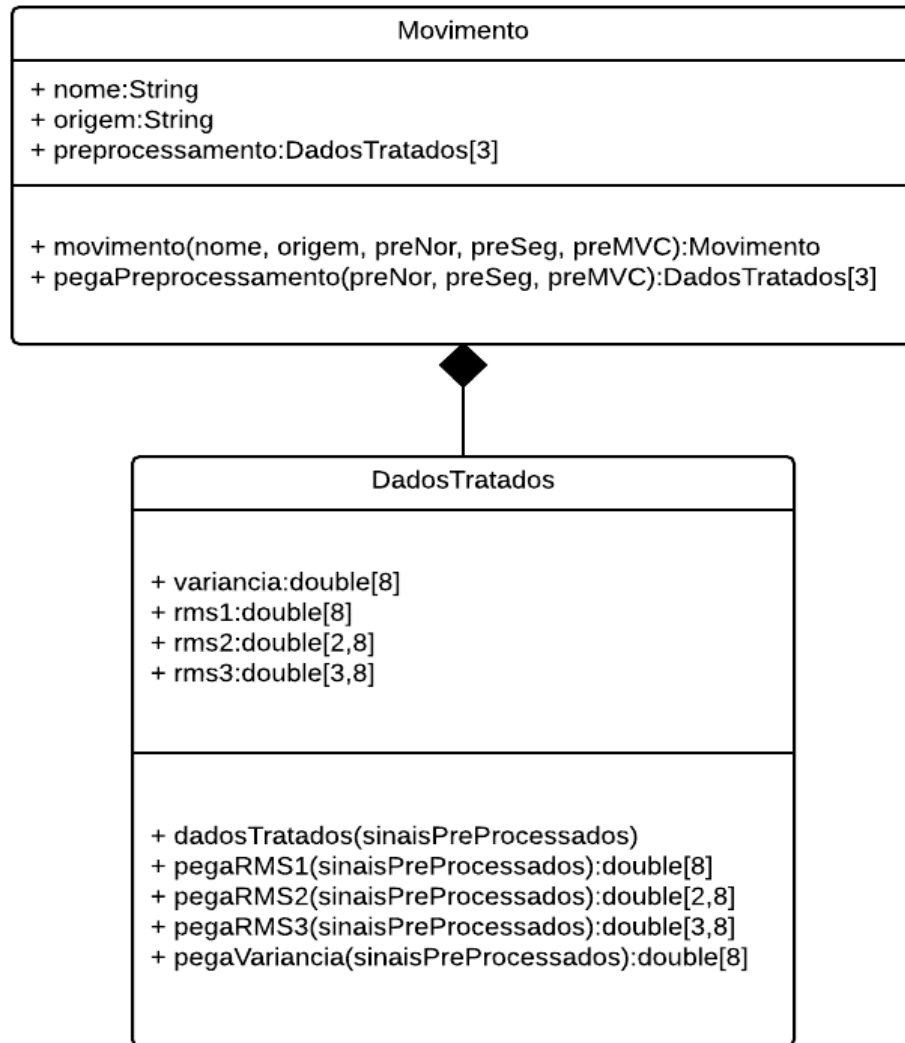 Movimento
+ nome:String
+ origem:String
+ preprocessamento:DadosTratados[3]
+ movimento(nome, origem, preNor, preSeg, preMVC):Movimento
+ pegaPreprocessamento(preNor, preSeg, preMVC):DadosTratados[3]
DadosTratados
+ variancia:double[8]
+ rms1:double[8]
+ rms2:double[2,8]
+ rms3:double[3,8]
+ dadosTratados(sinaisPreProcessados)
+ pegaRMS1(sinaisPreProcessados):double[8]
+ pegaRMS2(sinaisPreProcessados):double[2,8]
+ pegaRMS3(sinaisPreProcessados):double[3,8]
+ pegaVariancia(sinaisPreProcessados):double[8]